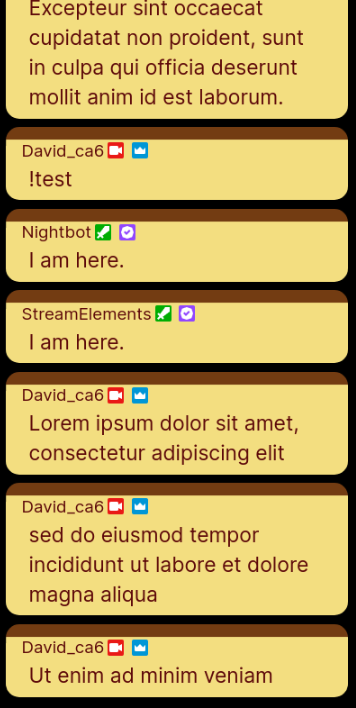 Excepteur sint occaecat
cupidatat non proident, sunt
in culpa qui officia deserunt
mollit anim id est laborum.
David_ca6
!test
Nightbot
I am here.
StreamElements
I am here.
David_ca6
Lorem ipsum dolor sit amet,
consectetur adipiscing elit
David_ca6
sed do eiusmod tempor
incididunt ut labore et dolore
magna aliqua
David_ca6
Ut enim ad minim veniam